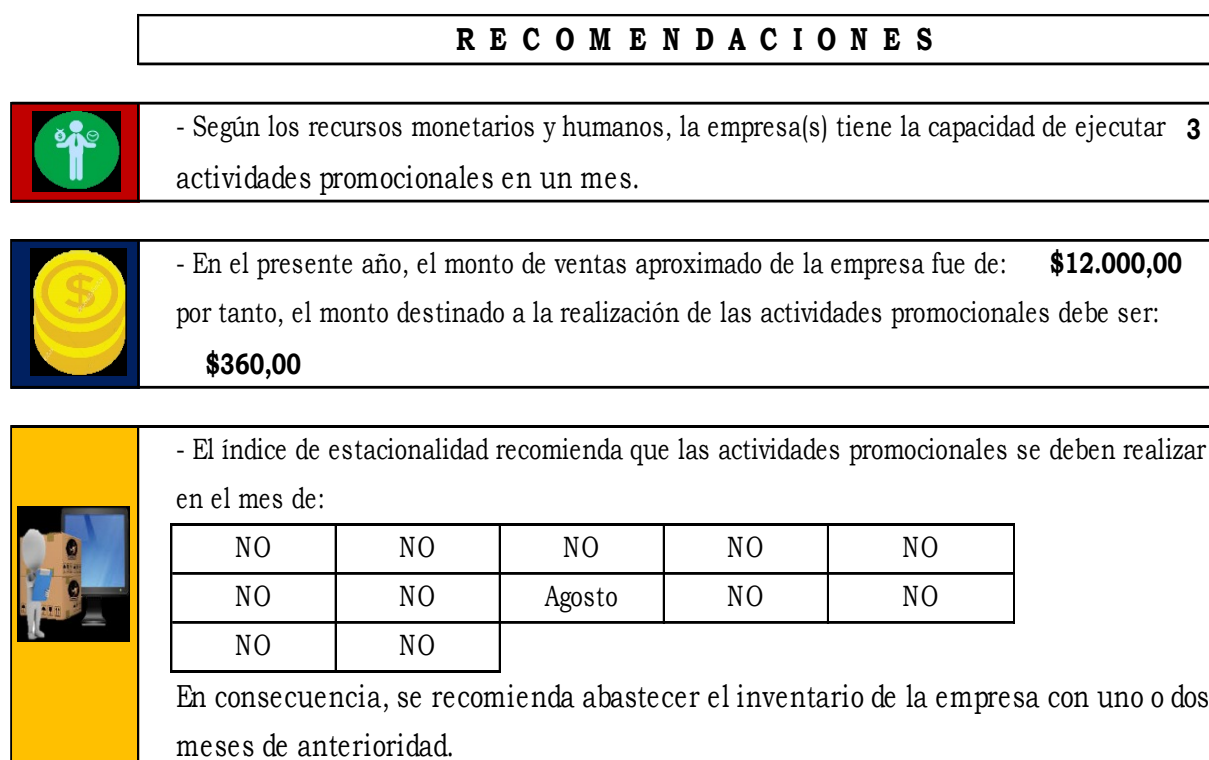 RECOMENDACIONES
- Según los recursos monetarios y humanos, la empresa(s) tiene la capacidad de ejecutar 3
actividades promocionales en un mes.
- En el presente año, el monto de ventas aproximado de la empresa fue de: $12.000,00
por tanto, el monto destinado a la realización de las actividades promocionales debe ser:
$360,00
- El índice de estacionalidad recomienda que las actividades promocionales se deben realizar
en el mes de:
NO NO NO NO NO
NO NO Agosto NO NO
NO NO
En consecuencia, se recomienda abastecer el inventario de la empresa con uno o dos
meses de anterioridad.